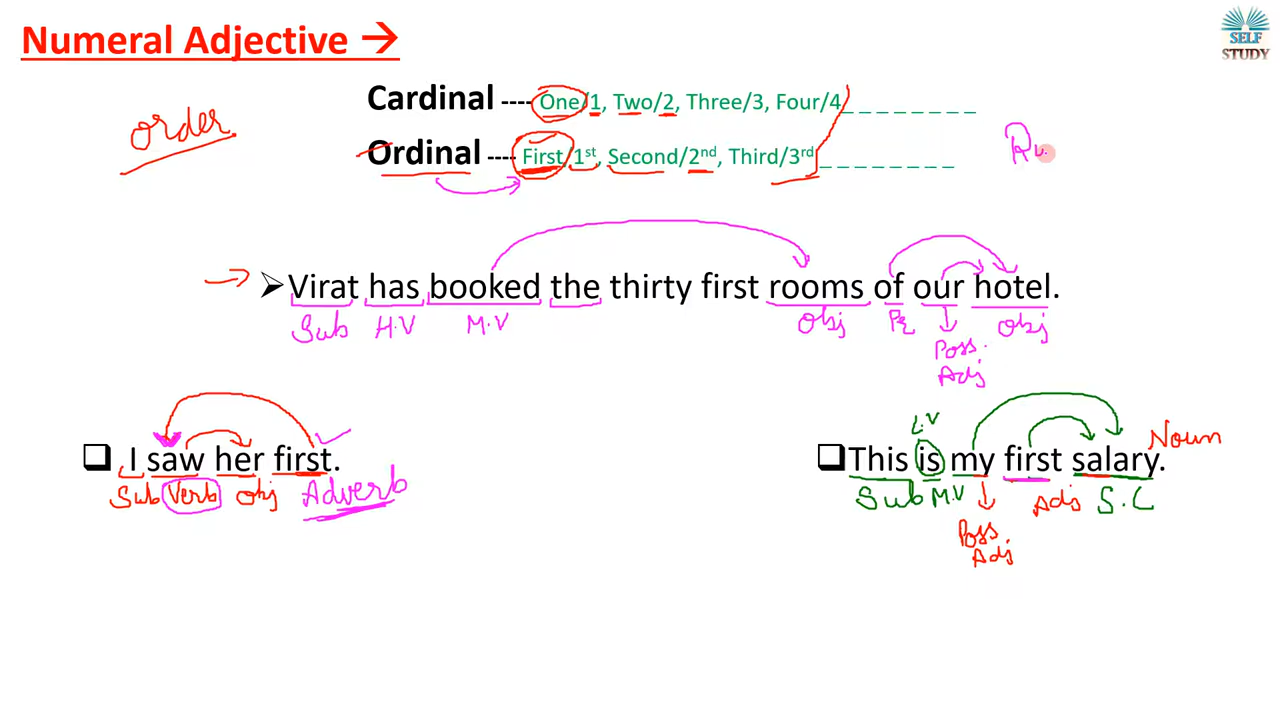 Numeral Adjective →
SELF
STUDY
Cardinal ---- One/1, Two/2, Three/3, Four/4 _ _ _ _ _ _ _ _
order
Ordinal ---- First/1st, Second/2nd, Third/3rd _ _ _ _ _ _ _ _
Virat has booked the thirty first rooms of our hotel.
Sub H.V M.V Obj Obj
Poss.
Adj
L.V
I saw her first. This is my first salary. Noun
Sub Verb Obj Adverb Sub M.V Adj S.C
Poss
Adj